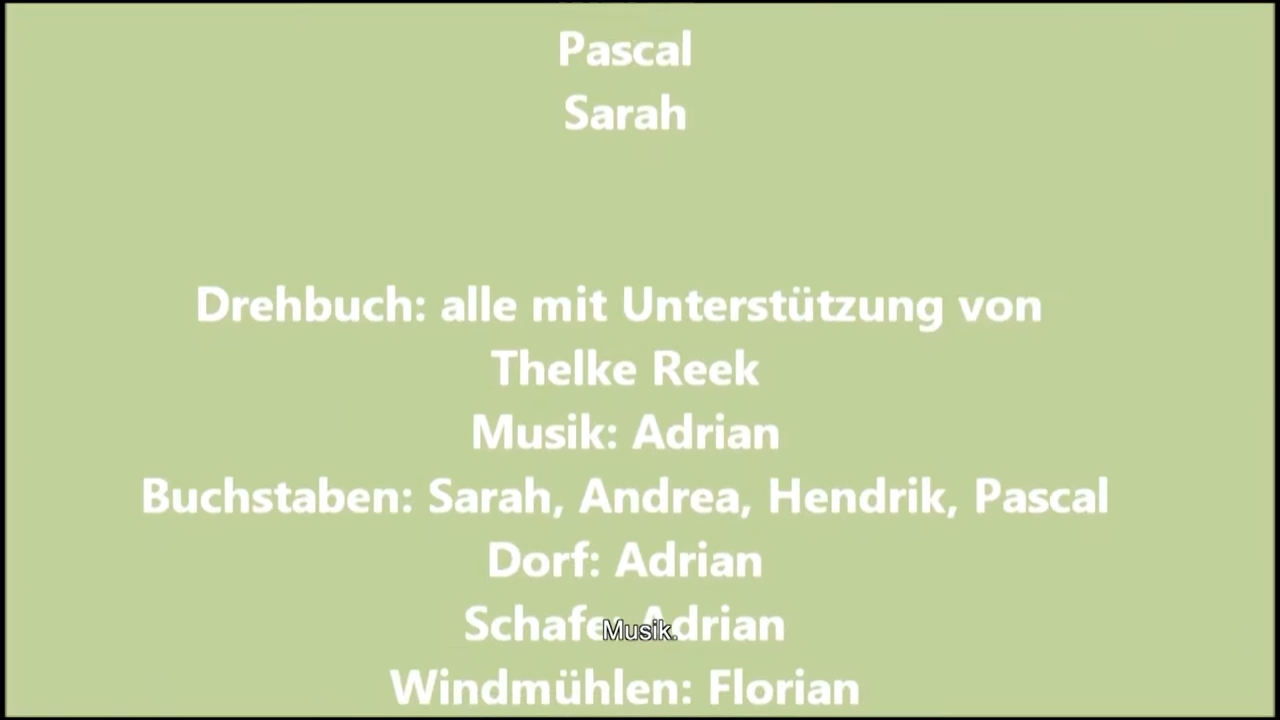 Pascal
Sarah
Drehbuch: alle mit Unterstützung von
Thelke Reek
Musik: Adrian
Buchstaben: Sarah, Andrea, Hendrik, Pascal
Dorf: Adrian
Schafe: Adrian
Musik.
Windmühlen: Florian